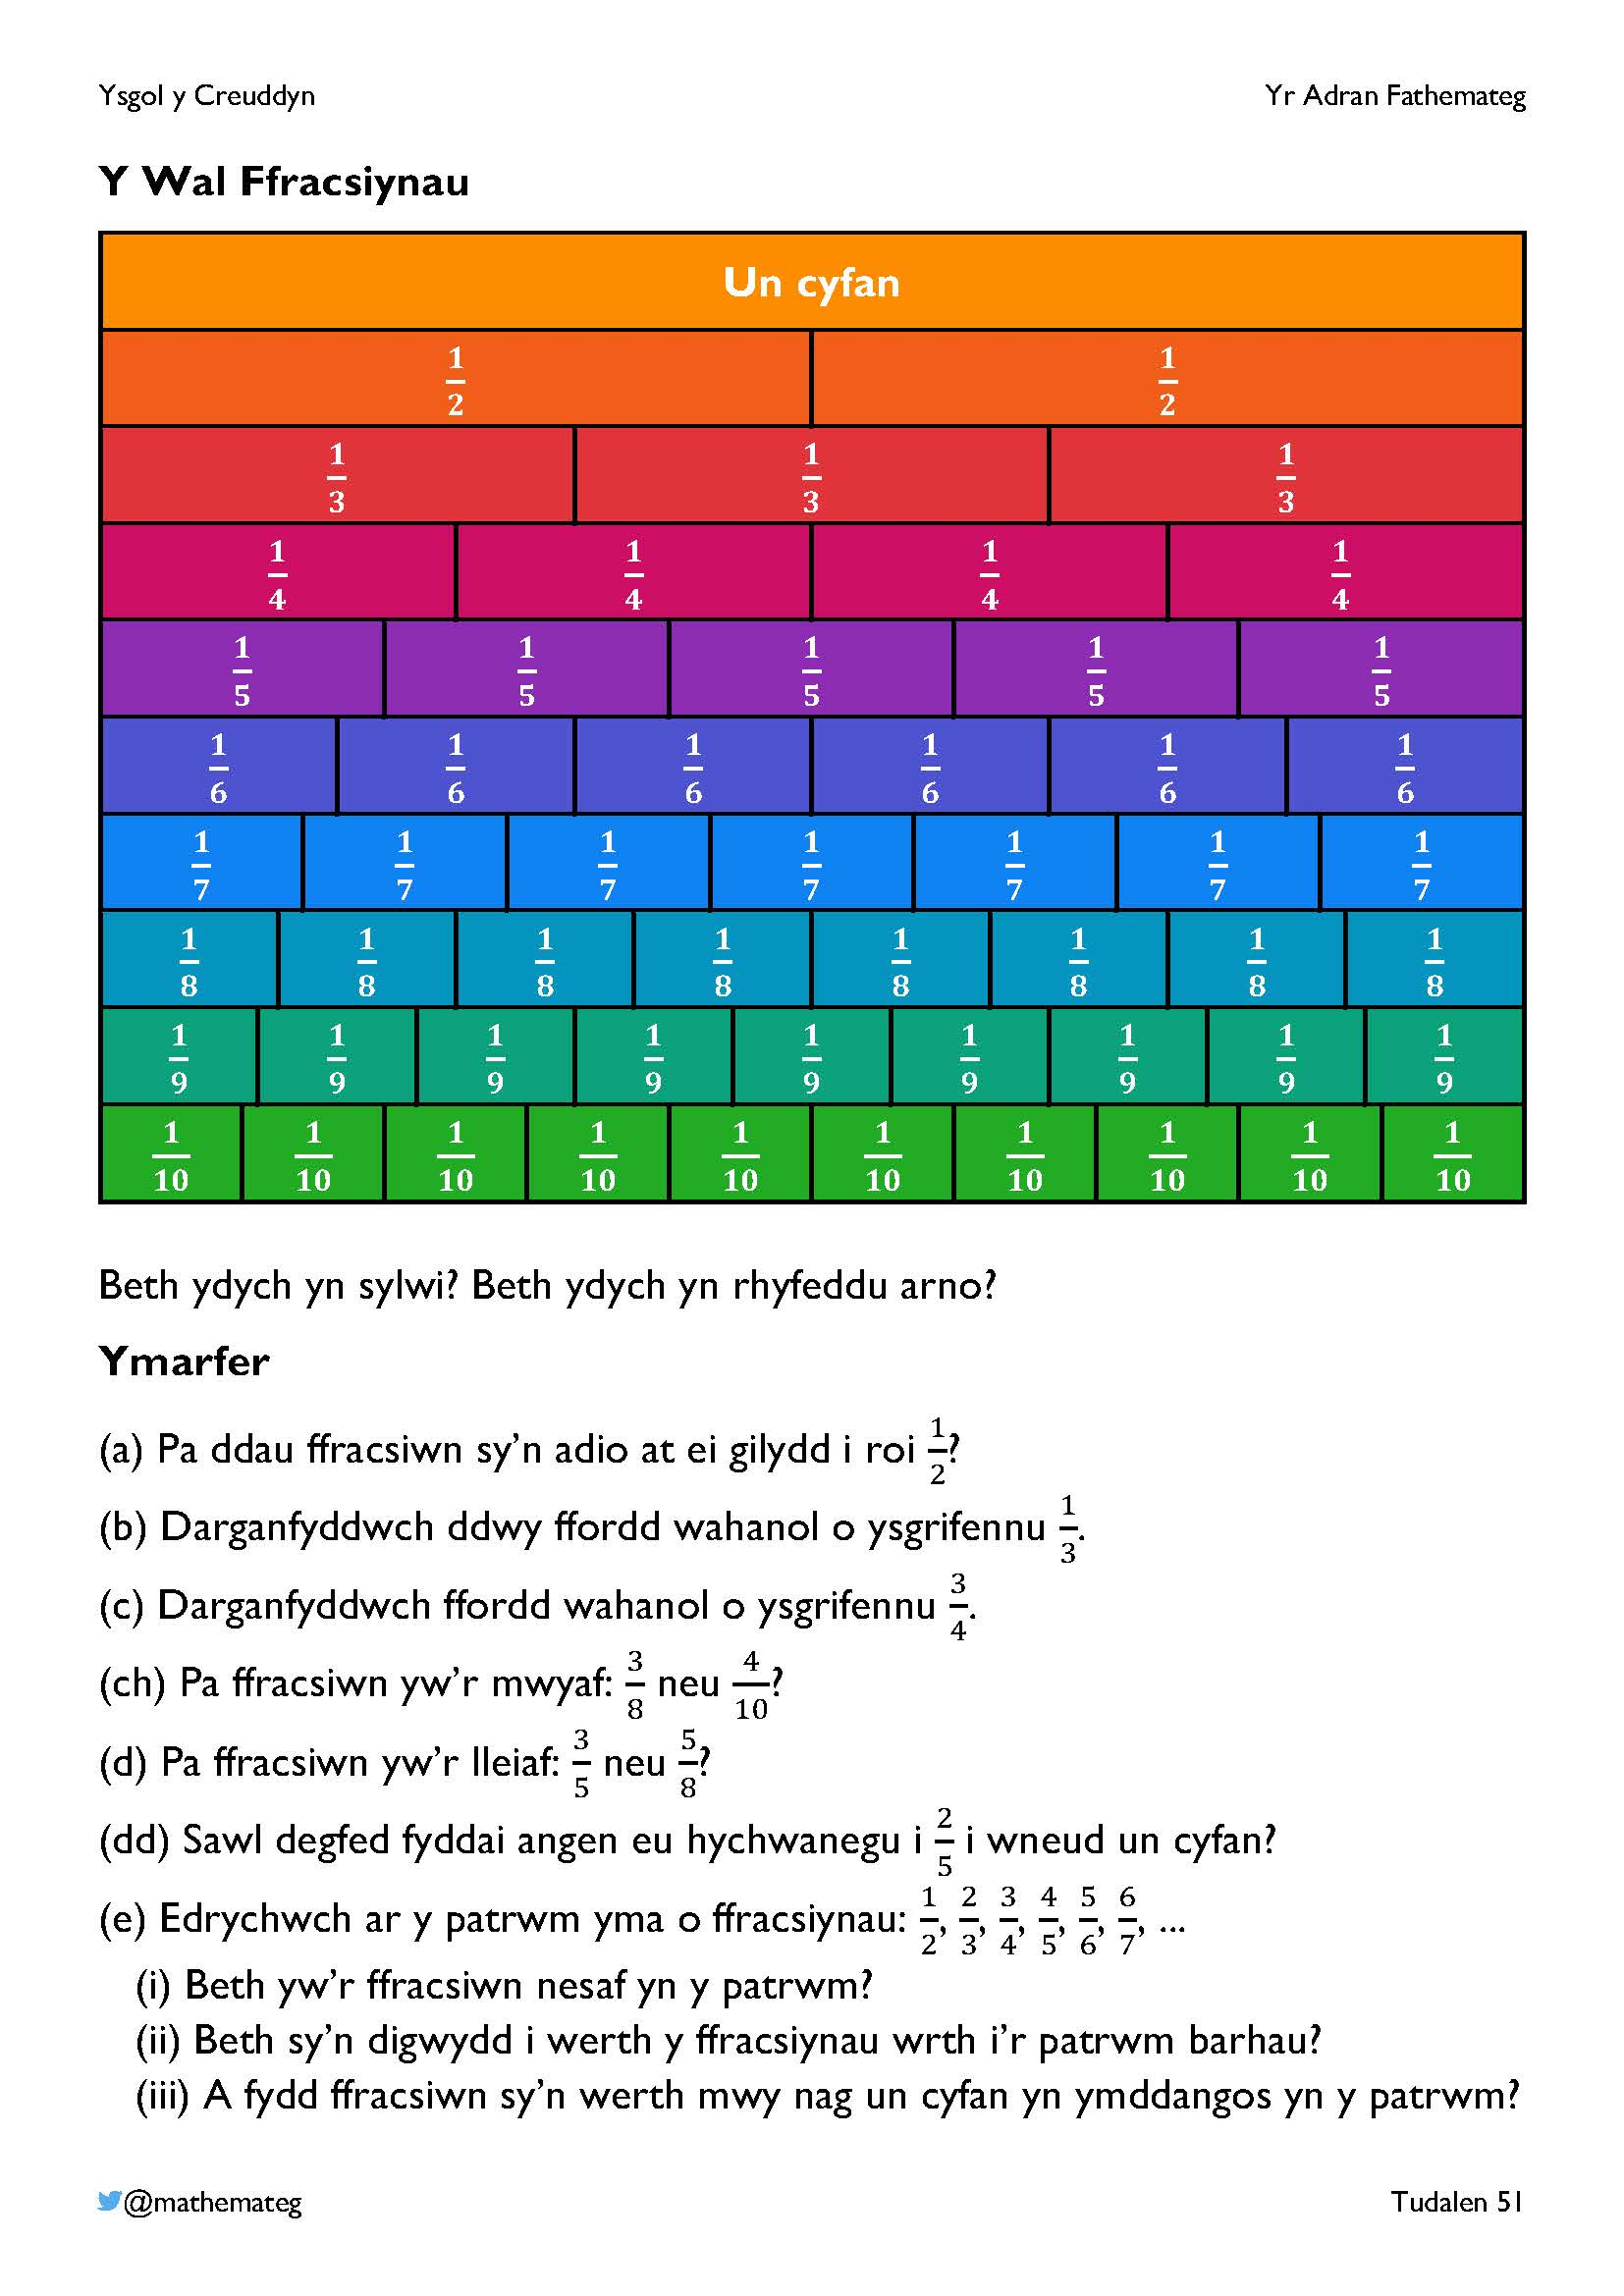 Ysgol y Creuddyn Yr Adran Fathemateg
Y Wal Ffracsiynau
Un cyfan
1/2 1/2
1/3 1/3 1/3
1/4 1/4 1/4 1/4
1/5 1/5 1/5 1/5 1/5
1/6 1/6 1/6 1/6 1/6 1/6
1/7 1/7 1/7 1/7 1/7 1/7 1/7
1/8 1/8 1/8 1/8 1/8 1/8 1/8 1/8
1/9 1/9 1/9 1/9 1/9 1/9 1/9 1/9 1/9
1/10 1/10 1/10 1/10 1/10 1/10 1/10 1/10 1/10 1/10
Beth ydych yn sylwi? Beth ydych yn rhyfeddu arno?
Ymarfer
(a) Pa ddau ffracsiwn sy’n adio at ei gilydd i roi 1/2?
(b) Darganfyddwch ddwy ffordd wahanol o ysgrifennu 1/3.
(c) Darganfyddwch ffordd wahanol o ysgrifennu 3/4.
(ch) Pa ffracsiwn yw’r mwyaf: 3/8 neu 4/10?
(d) Pa ffracsiwn yw’r lleiaf: 3/5 neu 5/8?
(dd) Sawl degfed fyddai angen eu hychwanegu i 2/5 i wneud un cyfan?
(e) Edrychwch ar y patrwm yma o ffracsiynau: 1/2, 2/3, 3/4, 4/5, 5/6, 6/7, ...
(i) Beth yw’r ffracsiwn nesaf yn y patrwm?
(ii) Beth sy’n digwydd i werth y ffracsiynau wrth i’r patrwm barhau?
(iii) A fydd ffracsiwn sy’n werth mwy nag un cyfan yn ymddangos yn y patrwm?
@mathemateg Tudalen 51